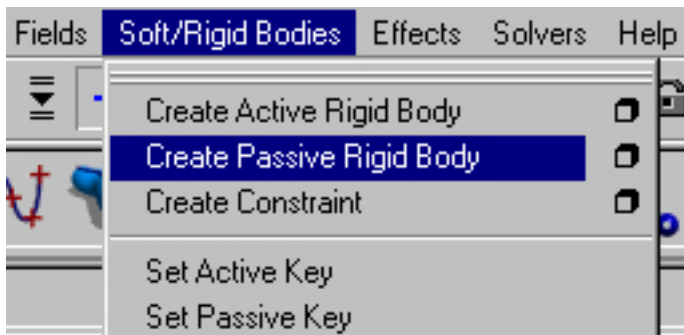 Fields Soft/Rigid Bodies Effects Solvers Help
Create Active Rigid Body
Create Passive Rigid Body
Create Constraint
Set Active Key
Set Passive Key